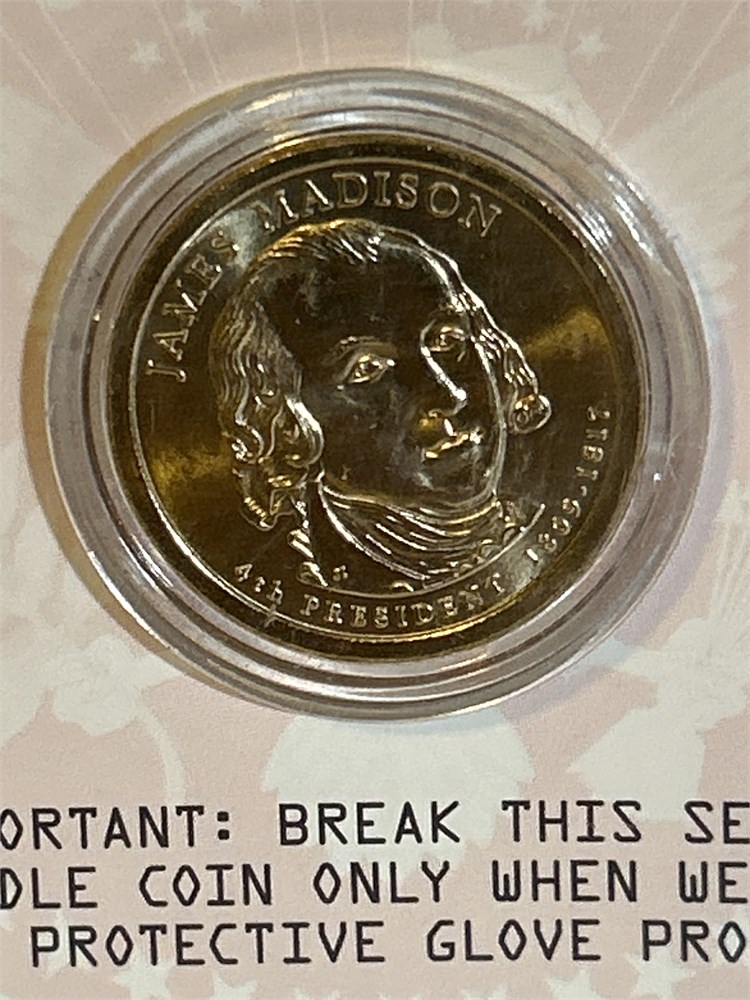 JAMES MADISON
4th PRESIDENT 1809-1817
ORTANT: BREAK THIS SE
DLE COIN ONLY WHEN WE
PROTECTIVE GLOVE PRO